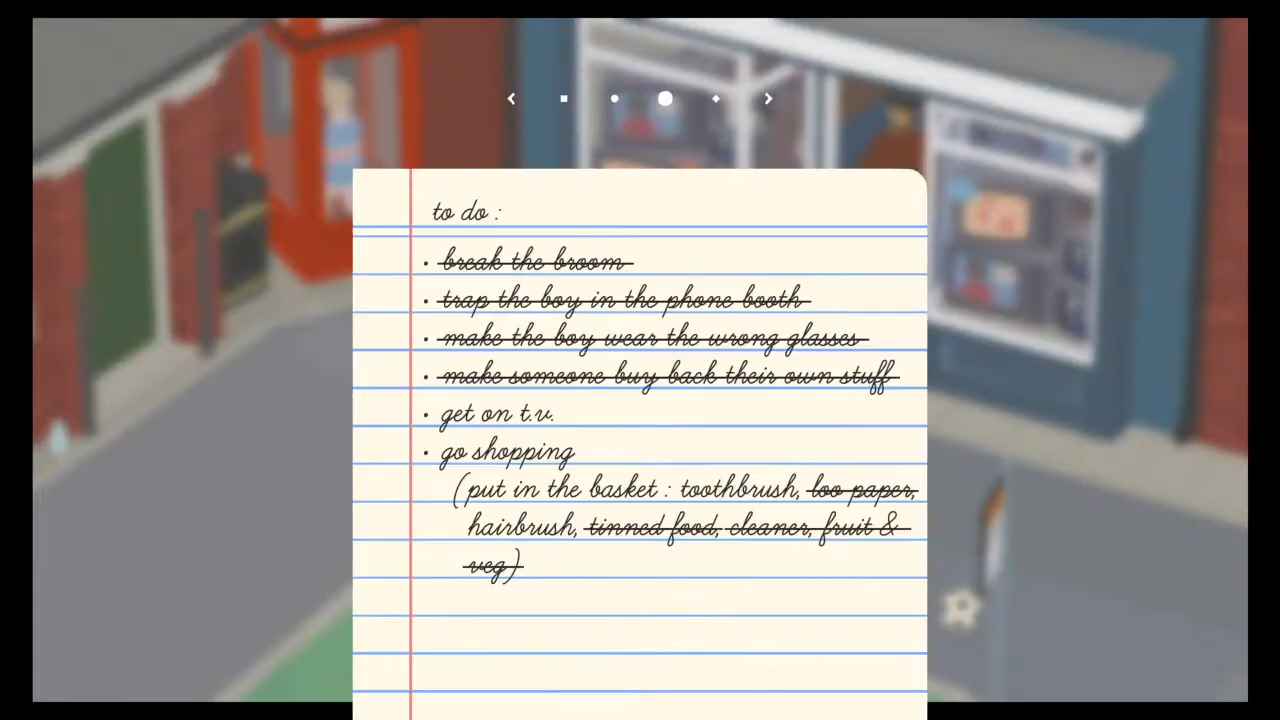 to do :
• break the broom
• trap the boy in the phone booth
• make the boy wear the wrong glasses
• make someone buy back their own stuff
• get on t.v.
• go shopping
(put in the basket : toothbrush, loo paper,
hairbrush, tinned food, cleaner, fruit &
veg)